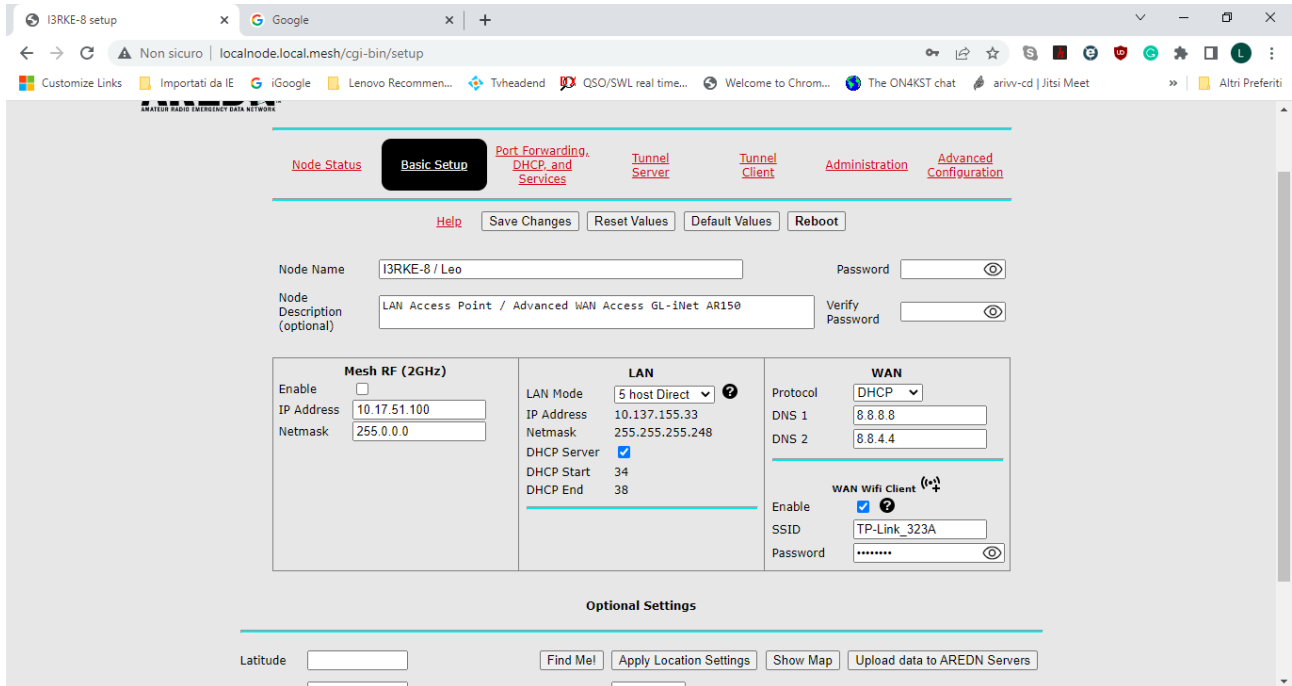 I3RKE-8 setup
Google
Non sicuro | localnode.local.mesh/cgi-bin/setup
L
Customize Links Importati da IE iGoogle Lenovo Recommen... Tvheadend QSO/SWL real time... Welcome to Chrom... The ON4KST chat arivv-cd | Jitsi Meet » Altri Preferiti
AREDN
AMATEUR RADIO EMERGENCY DATA NETWORK
Node Status
Basic Setup
Port Forwarding,
DHCP, and
Services
Tunnel
Server
Tunnel
Client
Administration
Advanced
Configuration
Help Save Changes Reset Values Default Values Reboot
Node Name I3RKE-8 / Leo Password
Node
Description
(optional)
LAN Access Point / Advanced WAN Access GL-iNet AR150
Verify
Password
Mesh RF (2GHz)
Enable
IP Address 10.17.51.100
Netmask 255.0.0.0
LAN
LAN Mode 5 host Direct ?
IP Address 10.137.155.33
Netmask 255.255.255.248
DHCP Server
DHCP Start 34
DHCP End 38
WAN
Protocol DHCP
DNS 1 8.8.8.8
DNS 2 8.8.4.4
WAN Wifi Client
Enable ?
SSID TP-Link_323A
Password ••••••••
Optional Settings
Latitude Find Me! Apply Location Settings Show Map Upload data to AREDN Servers